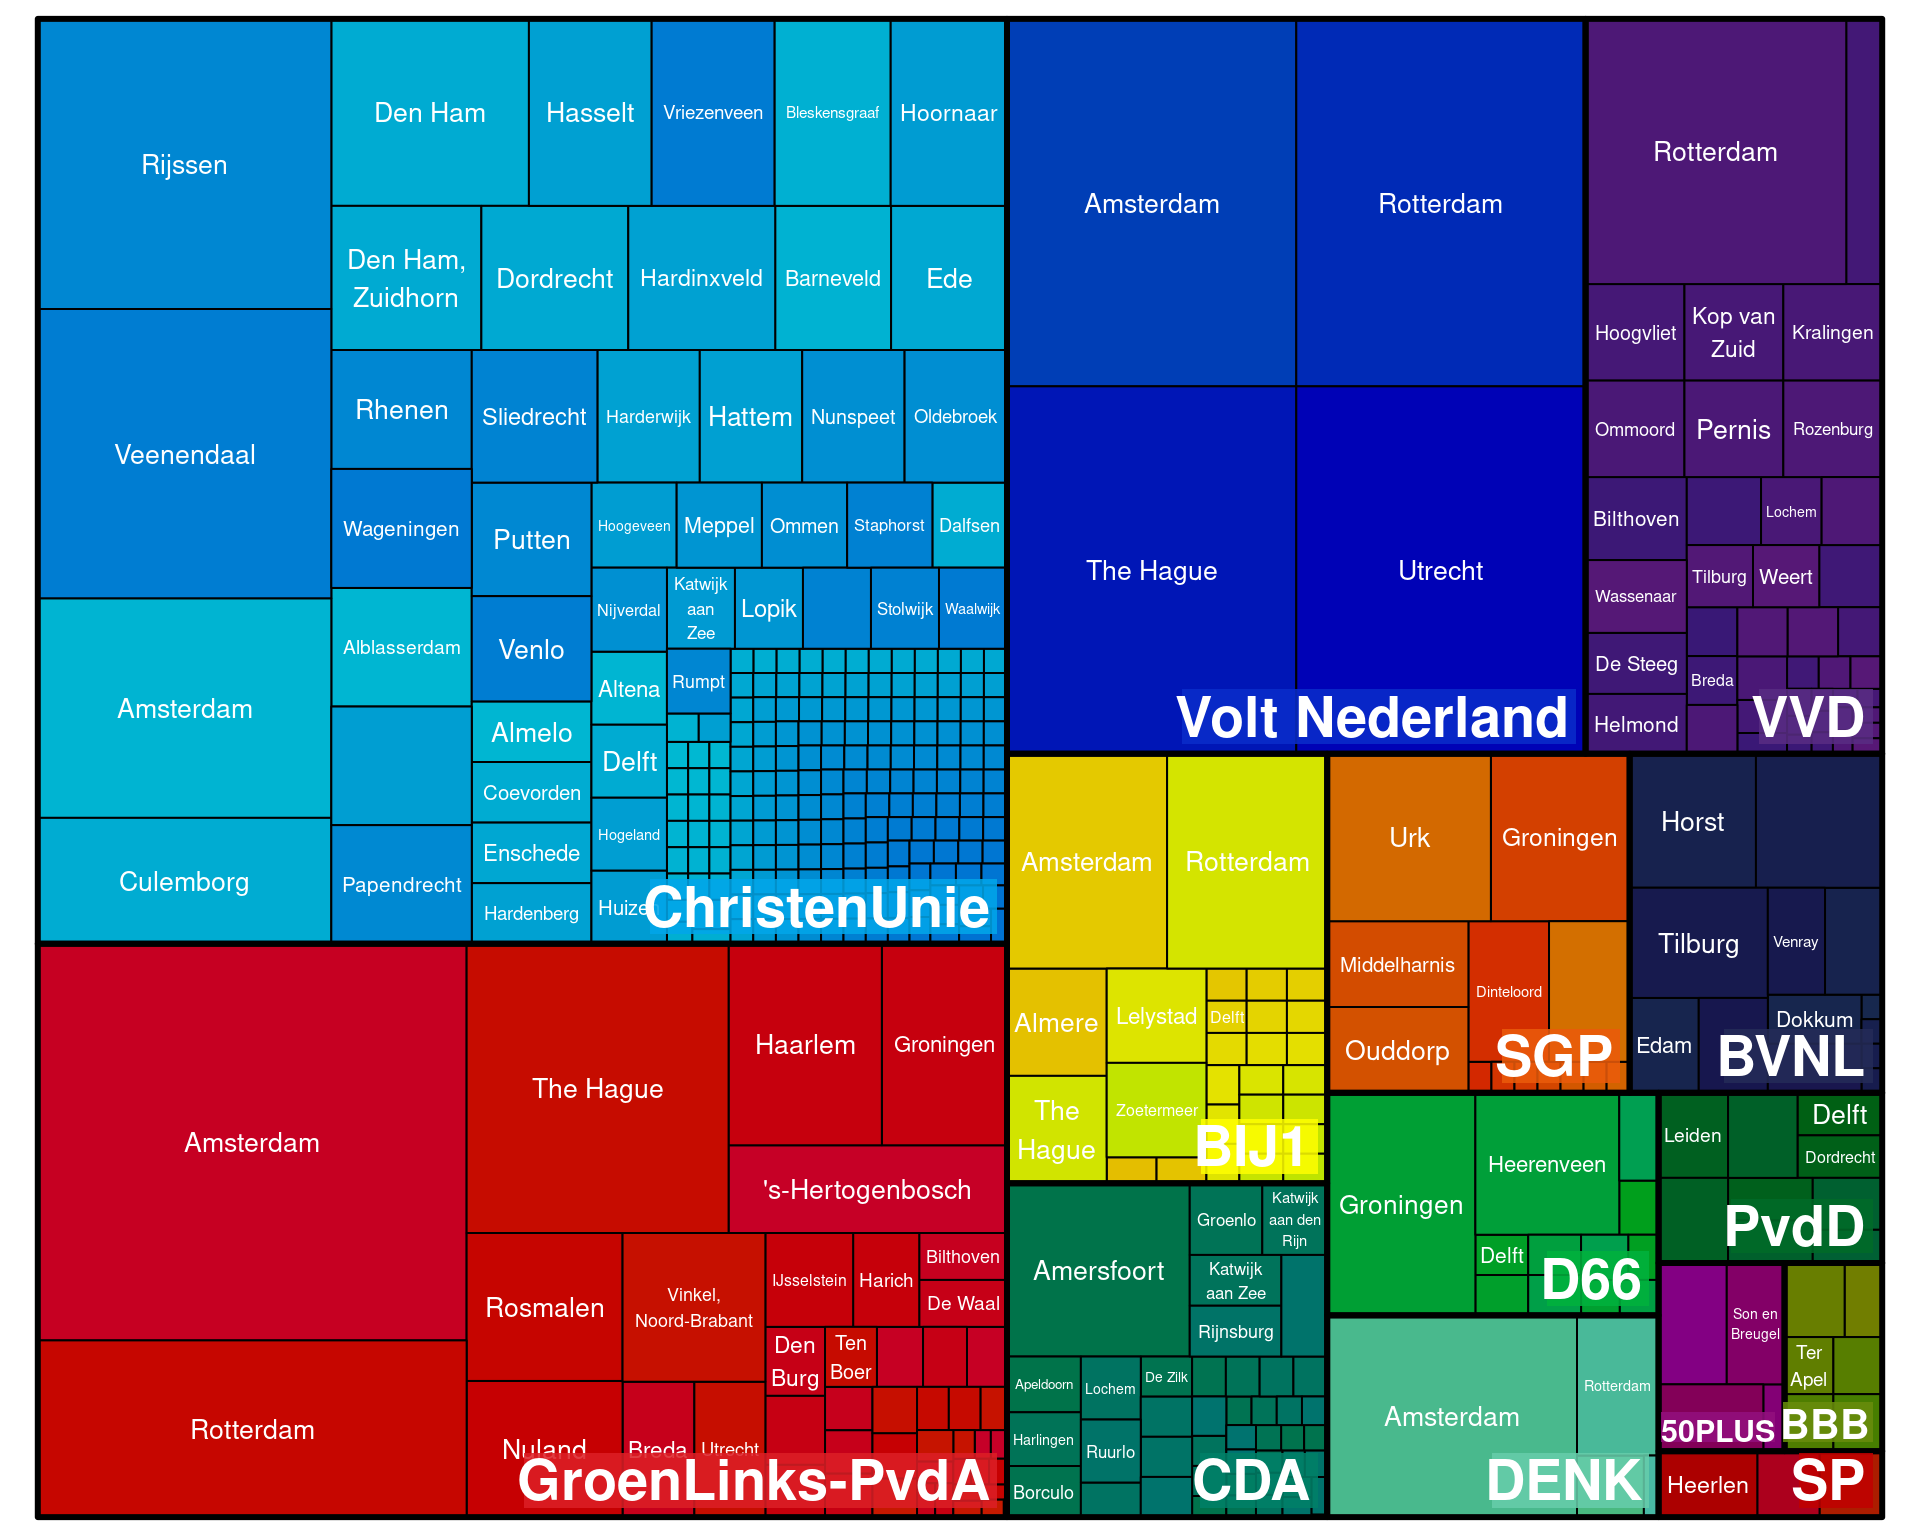 Rijssen
Den Ham
Hasselt
Vriezenveen
Bleskensgraaf
Hoornaar
Den Ham,
Zuidhorn
Dordrecht
Hardinxveld
Barneveld
Ede
Veenendaal
Rhenen
Sliedrecht
Harderwijk
Hattem
Nunspeet
Oldebroek
Wageningen
Putten
Hoogeveen
Meppel
Ommen
Staphorst
Dalfsen
Nijverdal
Katwijk
aan
Zee
Lopik
Stolwijk
Waalwijk
Amsterdam
Alblasserdam
Venlo
Altena
Rumpt
Almelo
Delft
Coevorden
Hogeland
Culemborg
Papendrecht
Enschede
Hardenberg
Huizen
ChristenUnie
Amsterdam
Rotterdam
The Hague
Utrecht
Volt Nederland
Rotterdam
Hoogvliet
Kop van
Zuid
Kralingen
Ommoord
Pernis
Rozenburg
Bilthoven
Lochem
Tilburg
Weert
Wassenaar
De Steeg
Breda
Helmond
VVD
Amsterdam
Rotterdam
The Hague
Haarlem
Groningen
's-Hertogenbosch
Rosmalen
Vinkel,
Noord-Brabant
IJsselstein
Harich
Bilthoven
De Waal
Den
Burg
Ten
Boer
Nuland
Breda
Utrecht
GroenLinks-PvdA
Amsterdam
Rotterdam
Almere
Lelystad
Delft
The
Hague
Zoetermeer
BIJ1
Urk
Groningen
Middelharnis
Dinteloord
Ouddorp
SGP
Horst
Tilburg
Venray
Edam
Dokkum
BVNL
Amersfoort
Groenlo
Katwijk
aan den
Rijn
Katwijk
aan Zee
Rijnsburg
Apeldoorn
Lochem
De Zilk
Harlingen
Ruurlo
Borculo
CDA
Groningen
Heerenveen
Delft
D66
Leiden
Delft
Dordrecht
PvdD
Amsterdam
Rotterdam
DENK
Son en
Breugel
50PLUS
Ter
Apel
BBB
Heerlen
SP